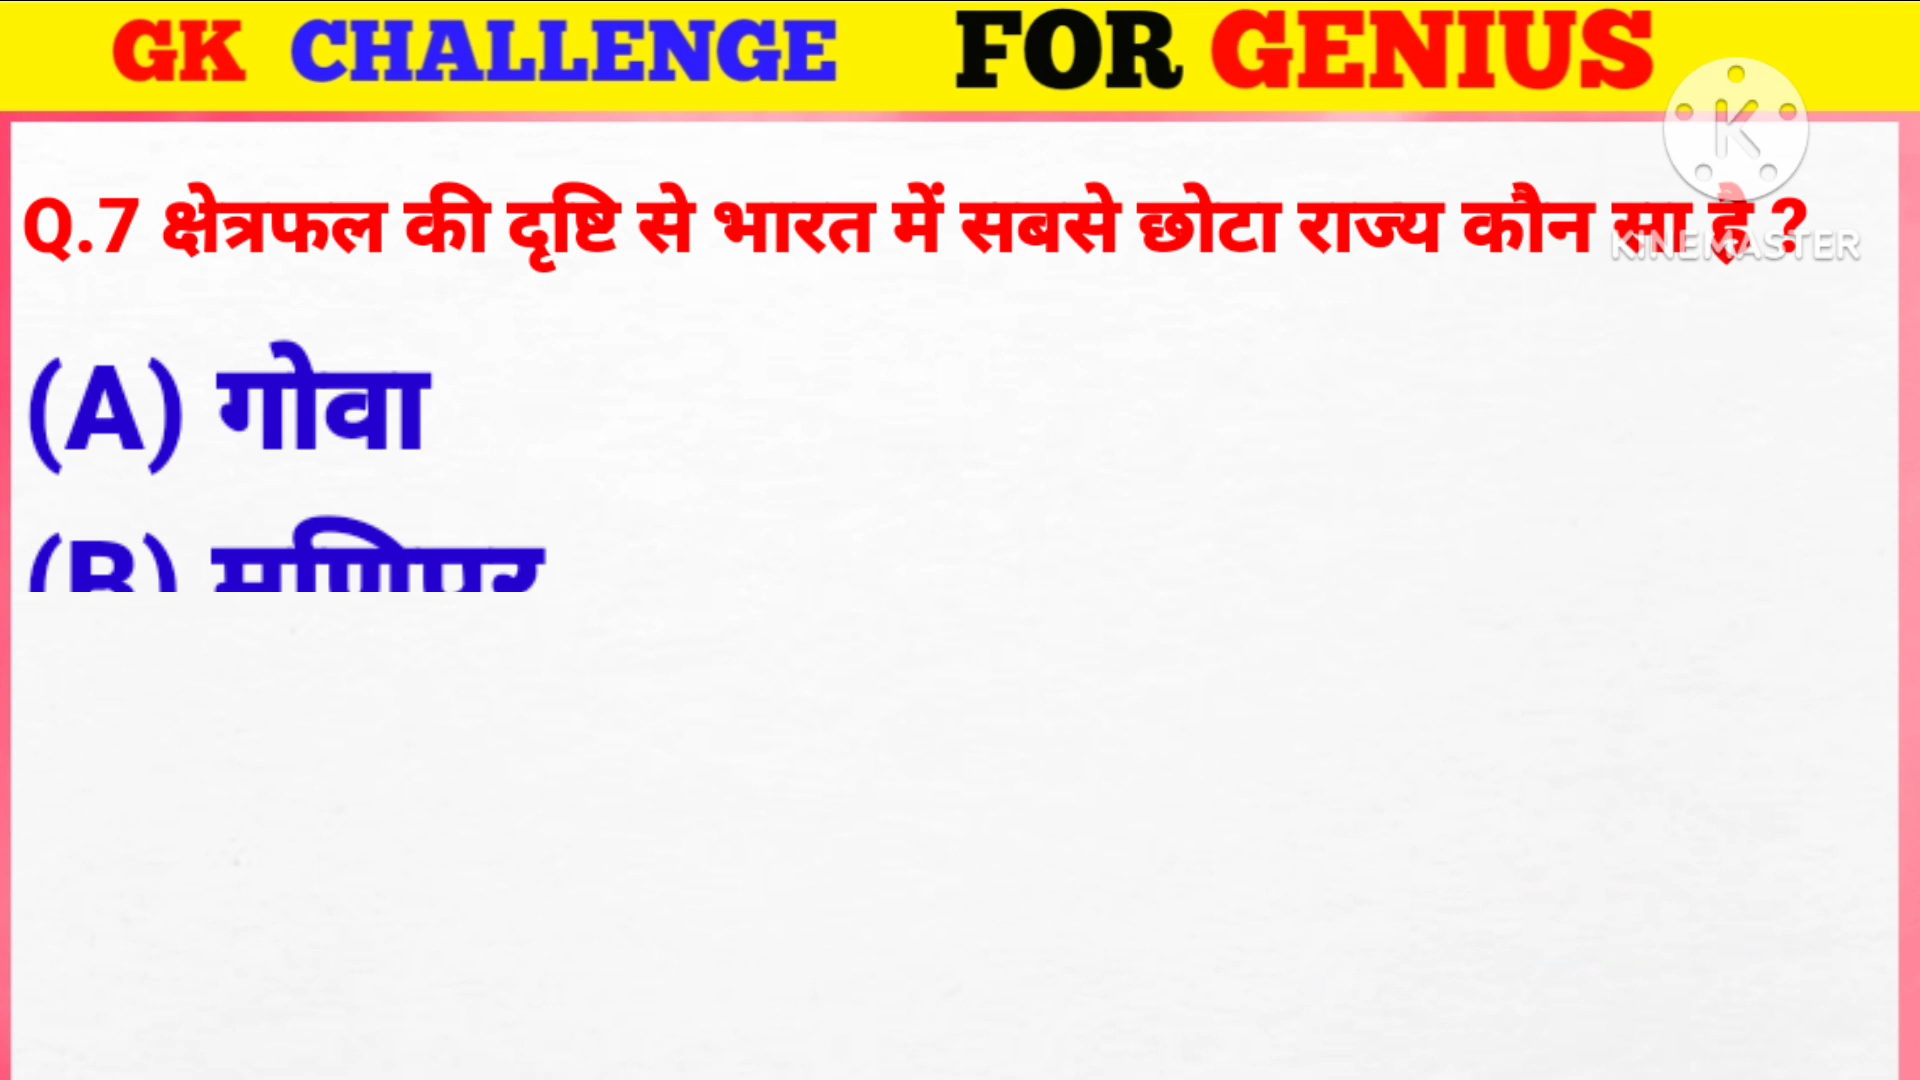 GK CHALLENGE FOR GENIUS
Q.7 क्षेत्रफल की दृष्टि से भारत में सबसे छोटा राज्य कौन सा है ?
KINEMASTER
(A) गोवा
(B) मणिपुर